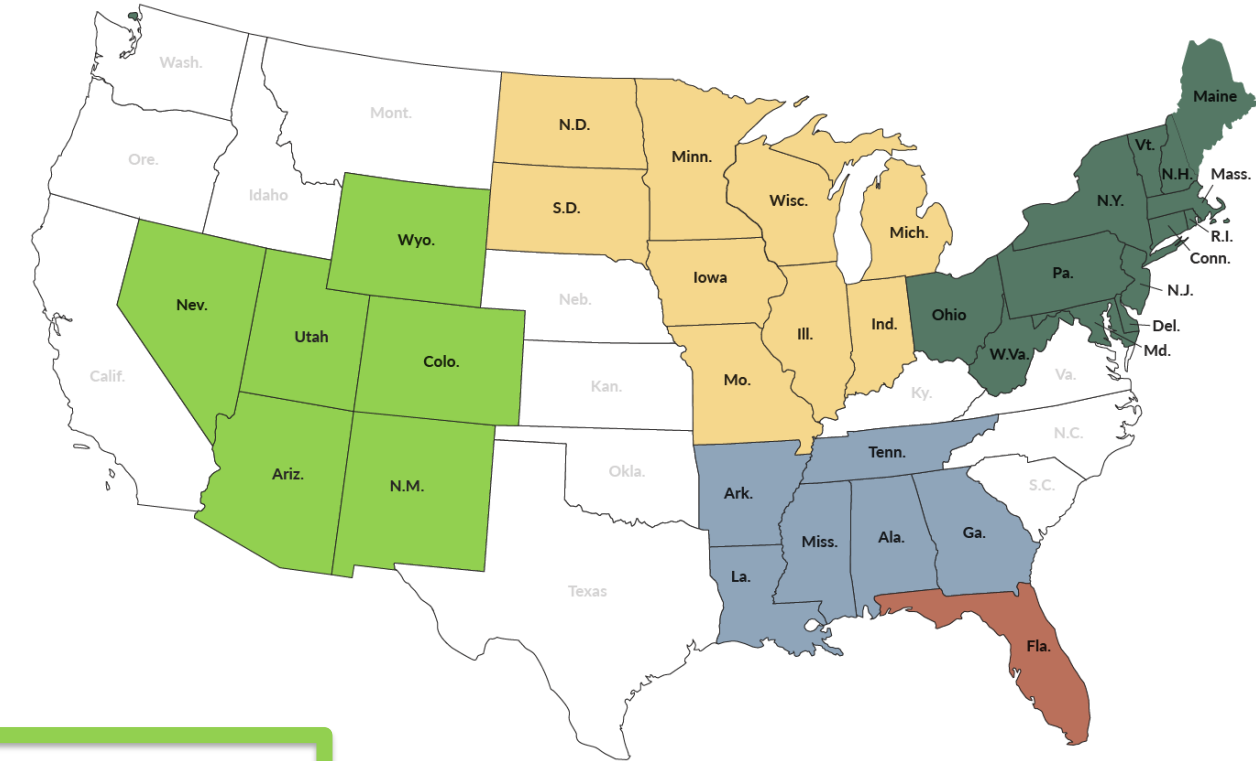 Wash.
Mont.
N.D.
Minn.
Maine
Vt.
Ore.
Idaho
N.H.
Mass.
S.D.
Wisc.
N.Y.
Mich.
R.I.
Wyo.
Conn.
Pa.
Iowa
N.J.
Nev.
Neb.
Ohio
Ind.
Ill.
Del.
Utah
Md.
W.Va.
Colo.
Calif.
Kan.
Mo.
Ky.
Va.
N.C.
Tenn.
Ariz.
Okla.
N.M.
S.C.
Ark.
Ga.
Ala.
Miss.
La.
Texas
Fla.